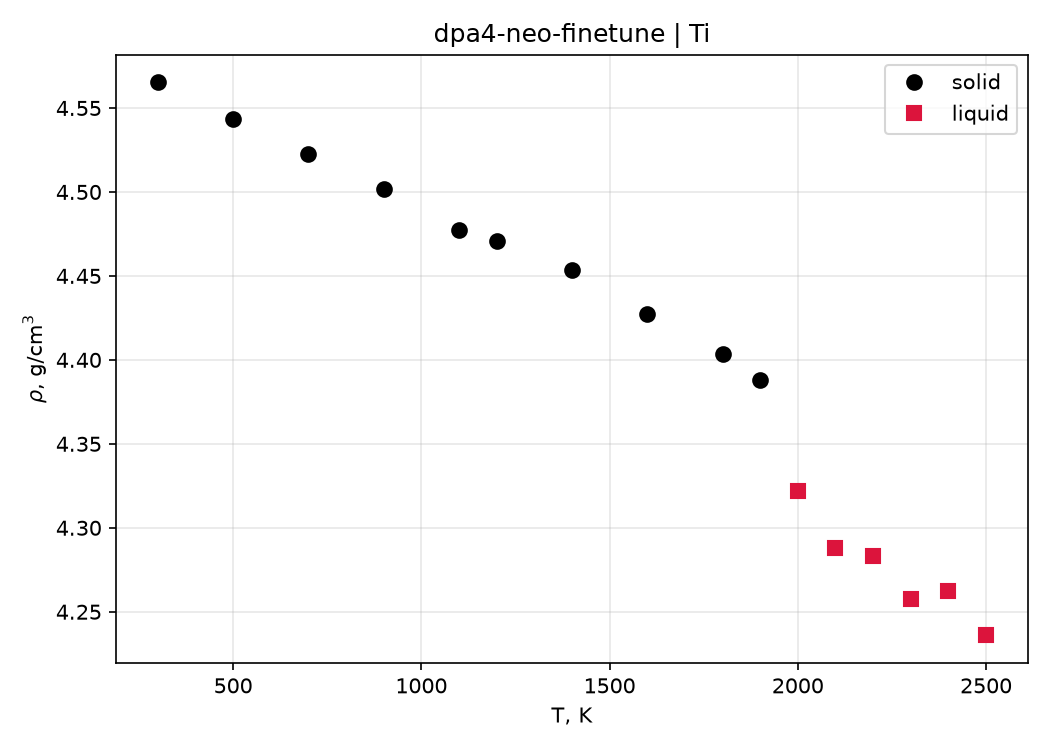 dpa4-neo-finetune | Ti
solid
liquid
4.55
4.50
4.45
4.40
4.35
4.30
4.25
ρ, g/cm³
500
1000
1500
2000
2500
T, K